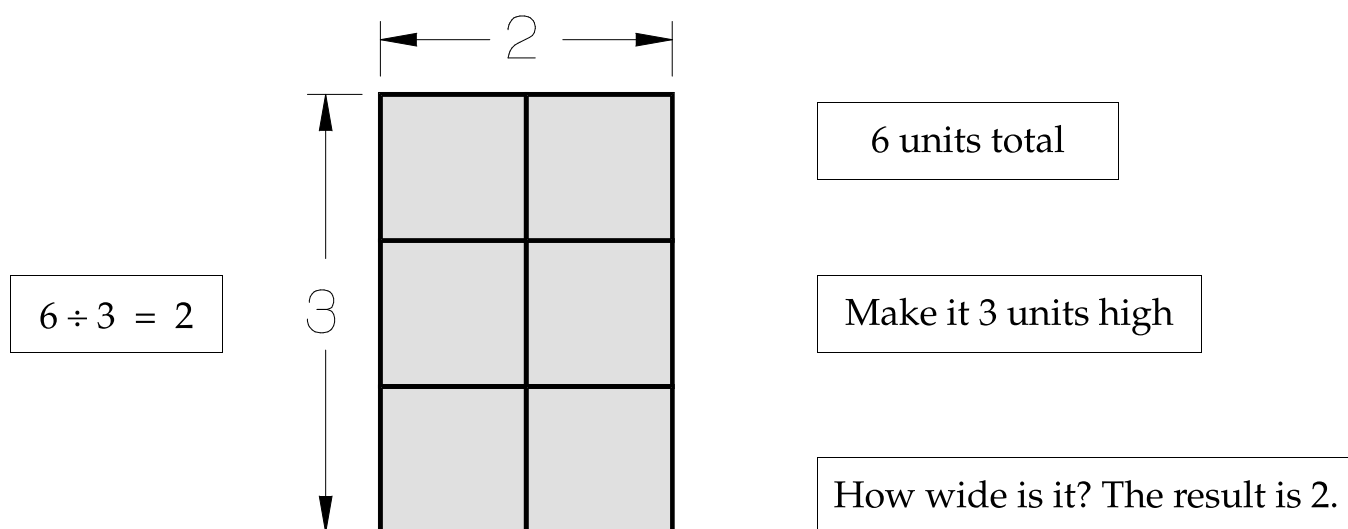 2
6 units total
3
6 ÷ 3 = 2
Make it 3 units high
How wide is it? The result is 2.